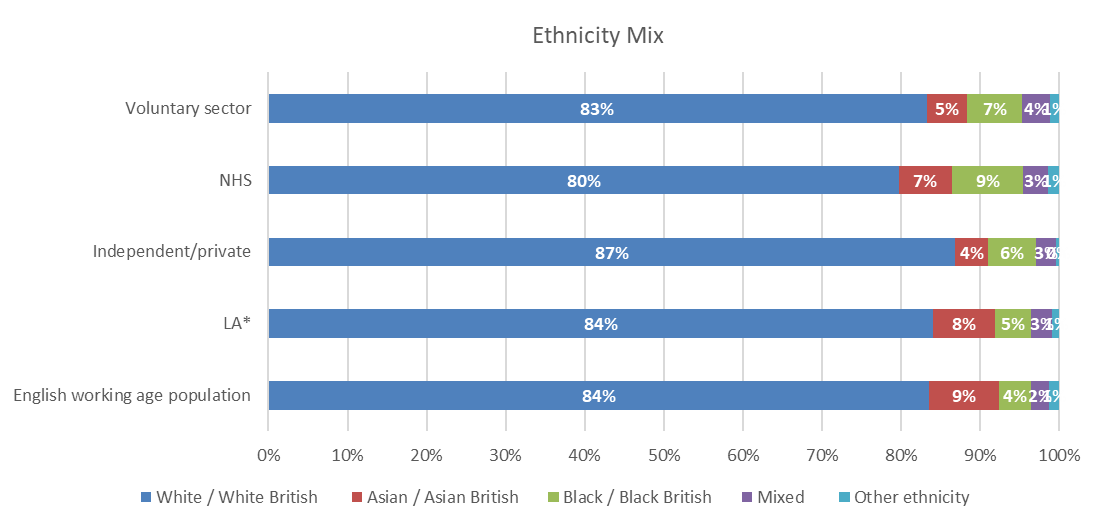 Ethnicity Mix
Voluntary sector 83% 5% 7% 4% 1%
NHS 80% 7% 9% 3% 1%
Independent/private 87% 4% 6% 3% 0%
LA* 84% 8% 5% 3% 1%
English working age population 84% 9% 4% 2% 1%
0% 10% 20% 30% 40% 50% 60% 70% 80% 90% 100%
White / White British Asian / Asian British Black / Black British Mixed Other ethnicity